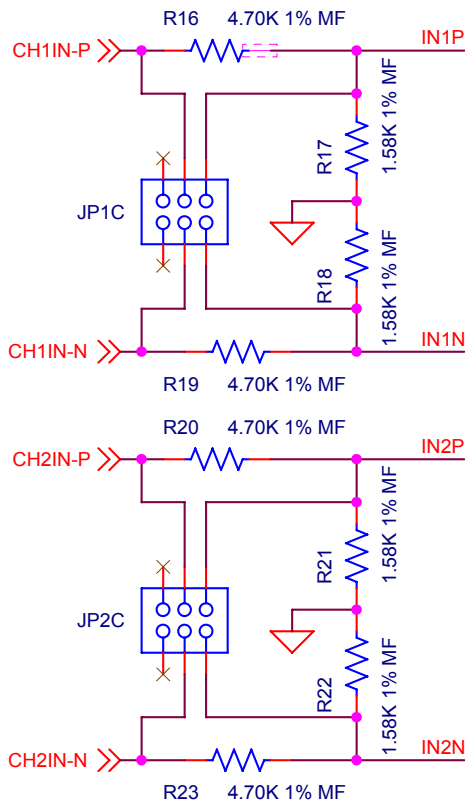 R16 4.70K 1% MF
CH1IN-P
IN1P
R17
1.58K 1% MF
JP1C
R18
1.58K 1% MF
CH1IN-N
IN1N
R19 4.70K 1% MF
R20 4.70K 1% MF
CH2IN-P
IN2P
R21
1.58K 1% MF
JP2C
R22
1.58K 1% MF
CH2IN-N
IN2N
R23 4.70K 1% MF